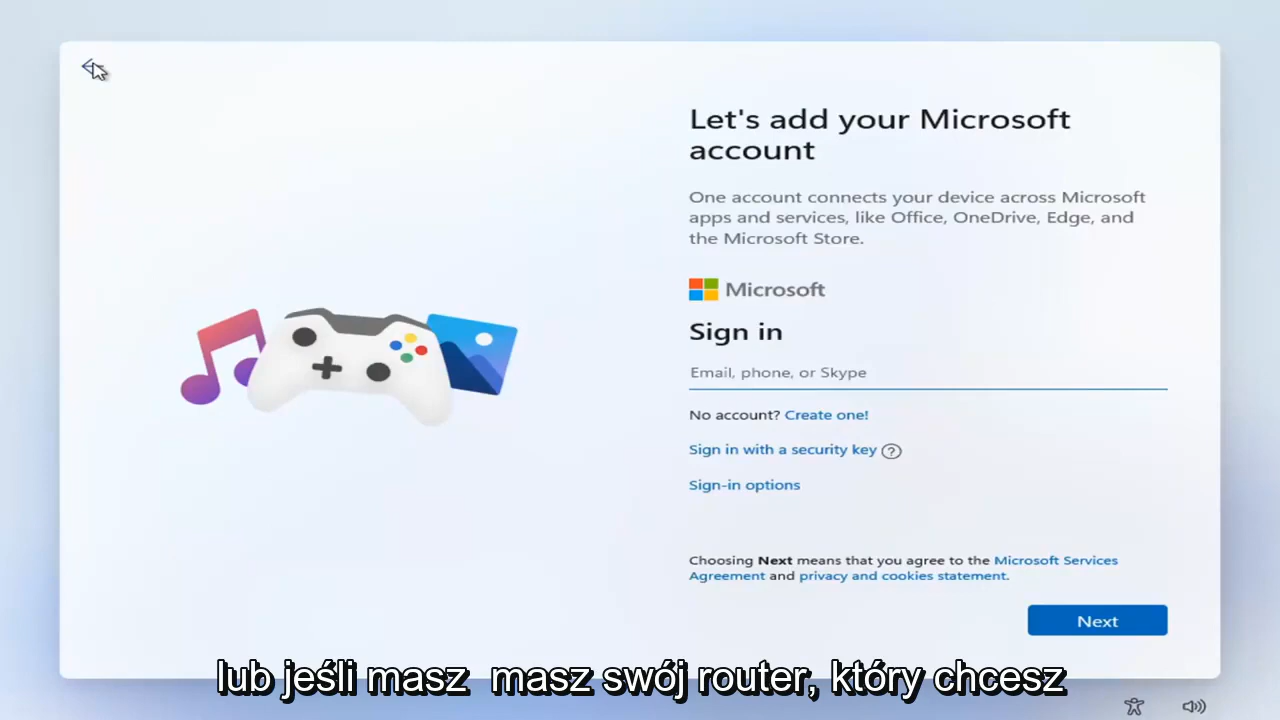 Let's add your Microsoft
account
One account connects your device across Microsoft
apps and services, like Office, OneDrive, Edge, and
the Microsoft Store.
Microsoft
Sign in
Email, phone, or Skype
No account? Create one!
Sign in with a security key ?
Sign-in options
Choosing Next means that you agree to the Microsoft Services
Agreement and privacy and cookies statement.
Next
lub jeśli masz masz swój router, który chcesz